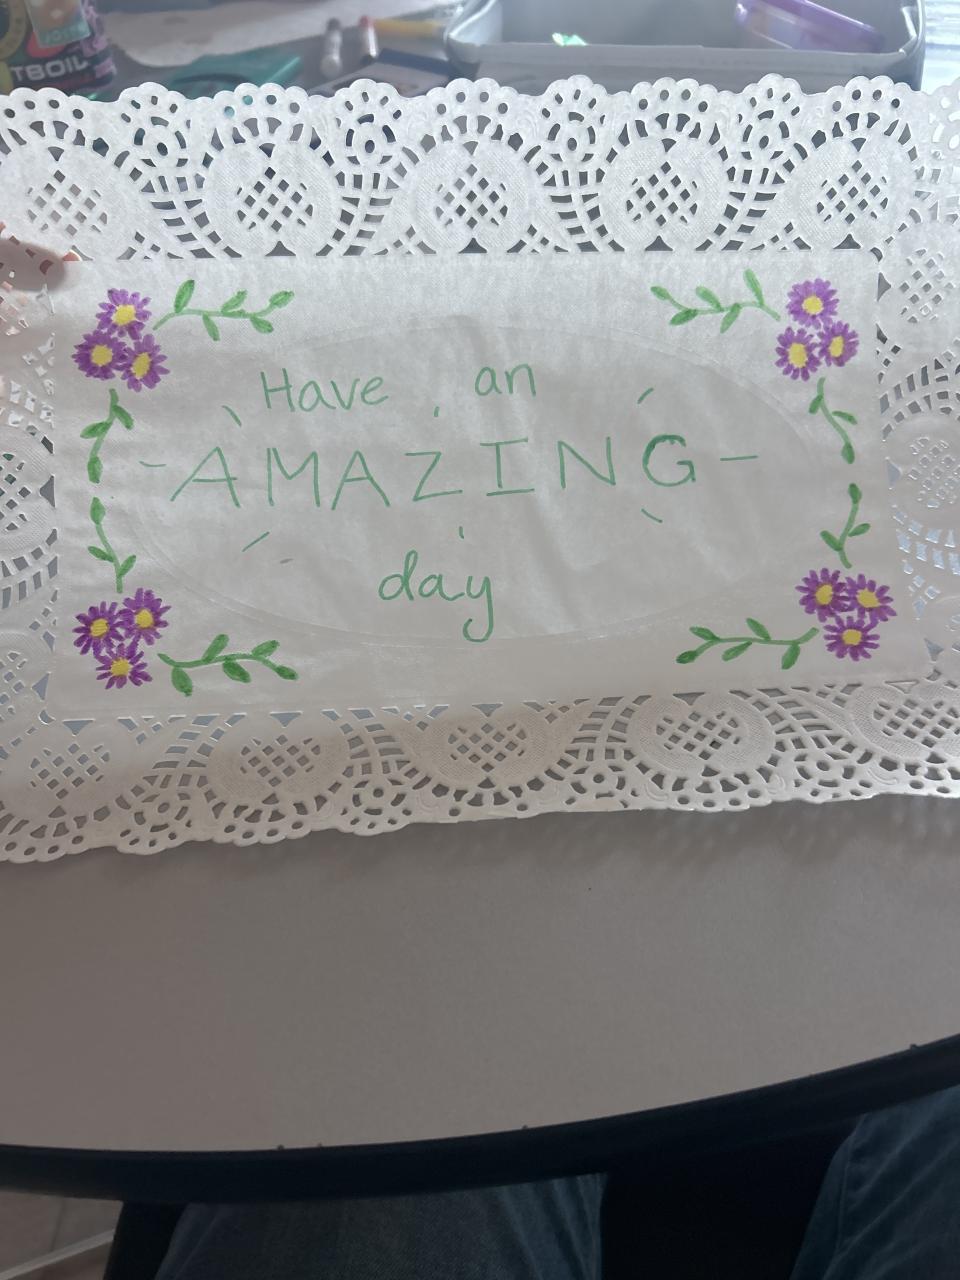 Have an
- AMAZING -
day